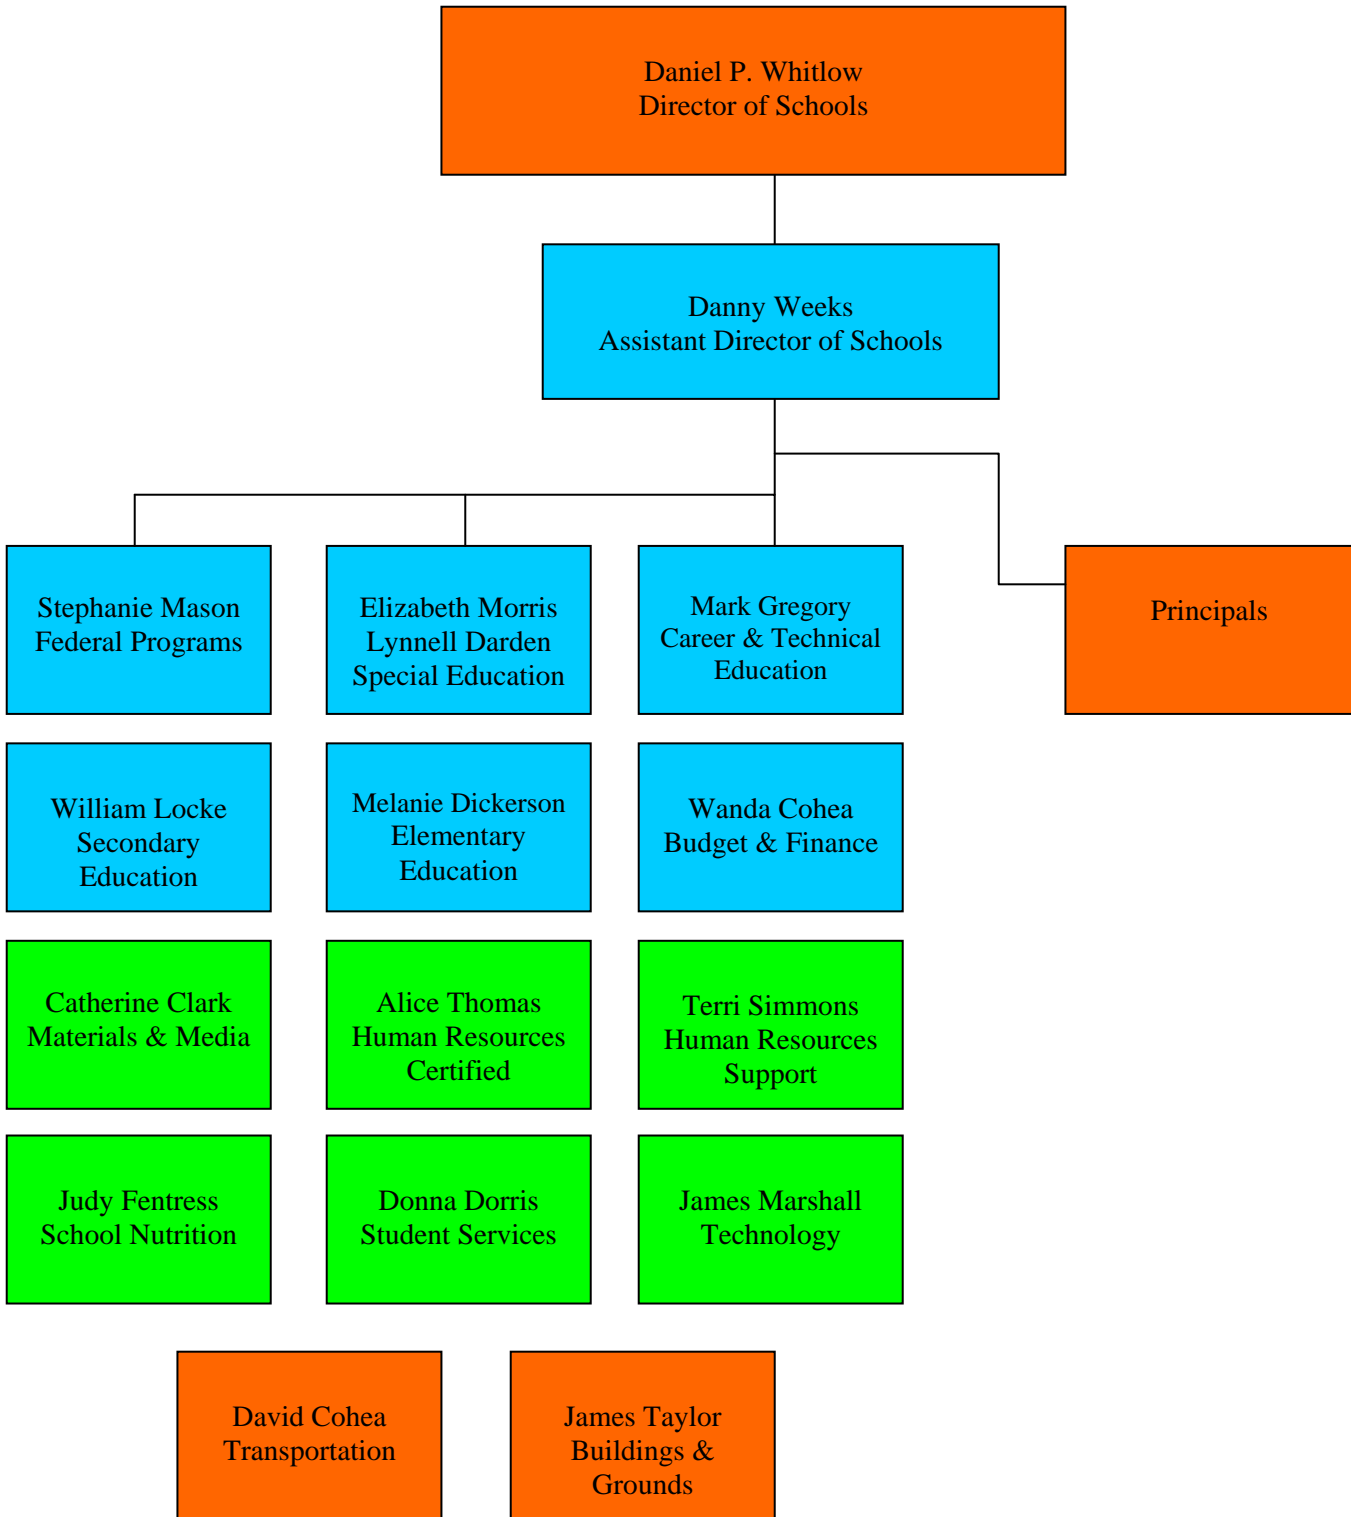 Daniel P. Whitlow
Director of Schools
Danny Weeks
Assistant Director of Schools
Stephanie Mason
Federal Programs
Elizabeth Morris
Lynnell Darden
Special Education
Mark Gregory
Career & Technical
Education
Principals
William Locke
Secondary
Education
Melanie Dickerson
Elementary
Education
Wanda Cohea
Budget & Finance
Catherine Clark
Materials & Media
Alice Thomas
Human Resources
Certified
Terri Simmons
Human Resources
Support
Judy Fentress
School Nutrition
Donna Dorris
Student Services
James Marshall
Technology
David Cohea
Transportation
James Taylor
Buildings &
Grounds